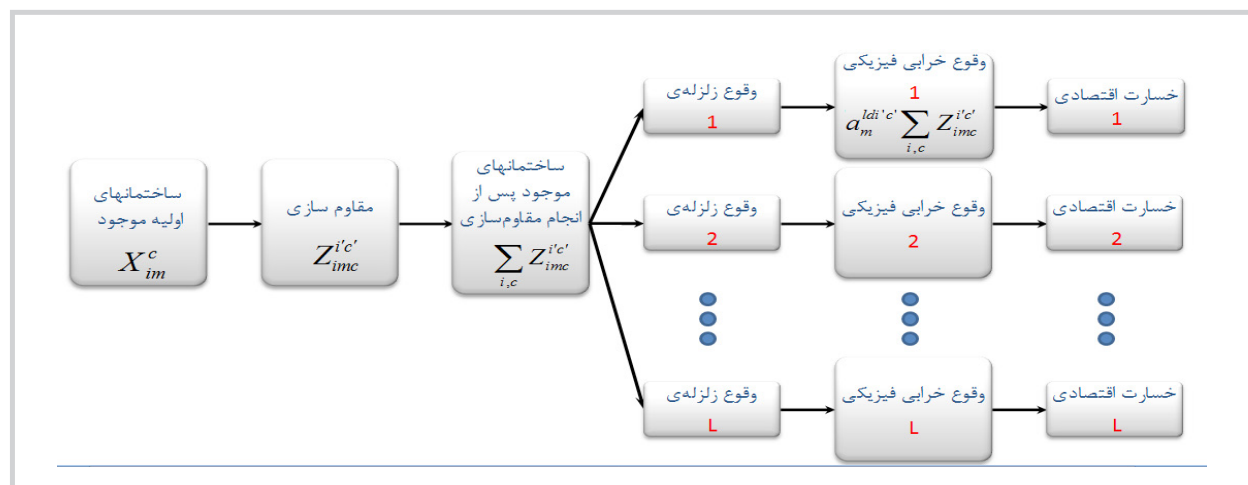 ساختمانهای
اولیه موجود
X_{im}^{c}
مقاوم سازی
Z_{imc}^{i'c'}
ساختمانهای
موجود پس از
انجام مقاوم‌سازی
\sum_{i,c} Z_{imc}^{i'c'}
وقوع زلزله‌ی
1
وقوع خرابی فیزیکی
1
a_{m}^{ldi'c'} \sum_{i,c} Z_{imc}^{i'c'}
خسارت اقتصادی
1
وقوع زلزله‌ی
2
وقوع خرابی فیزیکی
2
خسارت اقتصادی
2
وقوع زلزله‌ی
L
وقوع خرابی فیزیکی
L
خسارت اقتصادی
L